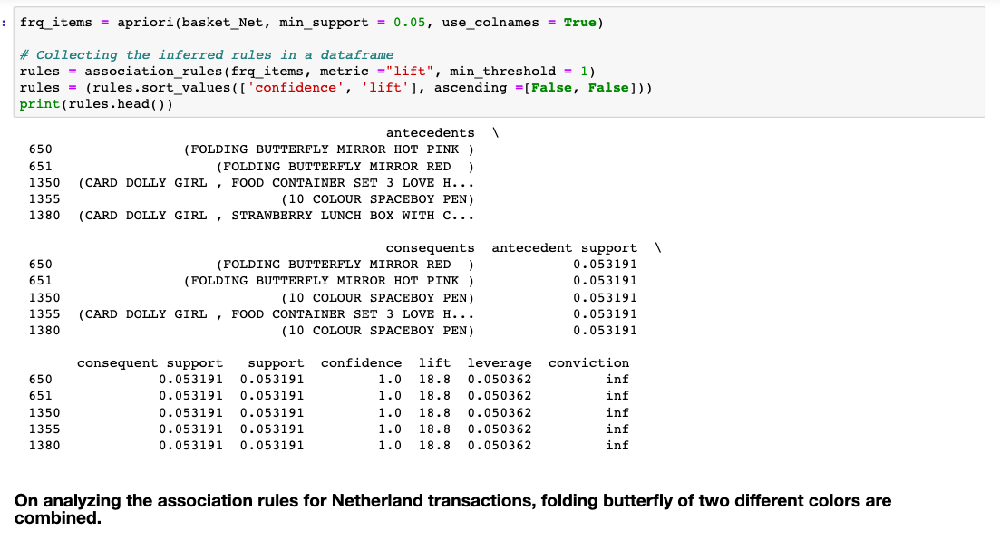 : frq_items = apriori(basket_Net, min_support = 0.05, use_colnames = True)
# Collecting the inferred rules in a dataframe
rules = association_rules(frq_items, metric ="lift", min_threshold = 1)
rules = (rules.sort_values(['confidence', 'lift'], ascending =[False, False]))
print(rules.head())
antecedents \
650 (FOLDING BUTTERFLY MIRROR HOT PINK )
651 (FOLDING BUTTERFLY MIRROR RED  )
1350 (CARD DOLLY GIRL , FOOD CONTAINER SET 3 LOVE H...
1355 (10 COLOUR SPACEBOY PEN)
1380 (CARD DOLLY GIRL , STRAWBERRY LUNCH BOX WITH C...
consequents antecedent support \
650 (FOLDING BUTTERFLY MIRROR RED  ) 0.053191
651 (FOLDING BUTTERFLY MIRROR HOT PINK ) 0.053191
1350 (10 COLOUR SPACEBOY PEN) 0.053191
1355 (CARD DOLLY GIRL , FOOD CONTAINER SET 3 LOVE H... 0.053191
1380 (10 COLOUR SPACEBOY PEN) 0.053191
consequent support support confidence lift leverage conviction
650 0.053191 0.053191 1.0 18.8 0.050362 inf
651 0.053191 0.053191 1.0 18.8 0.050362 inf
1350 0.053191 0.053191 1.0 18.8 0.050362 inf
1355 0.053191 0.053191 1.0 18.8 0.050362 inf
1380 0.053191 0.053191 1.0 18.8 0.050362 inf
On analyzing the association rules for Netherland transactions, folding butterfly of two different colors are
combined.